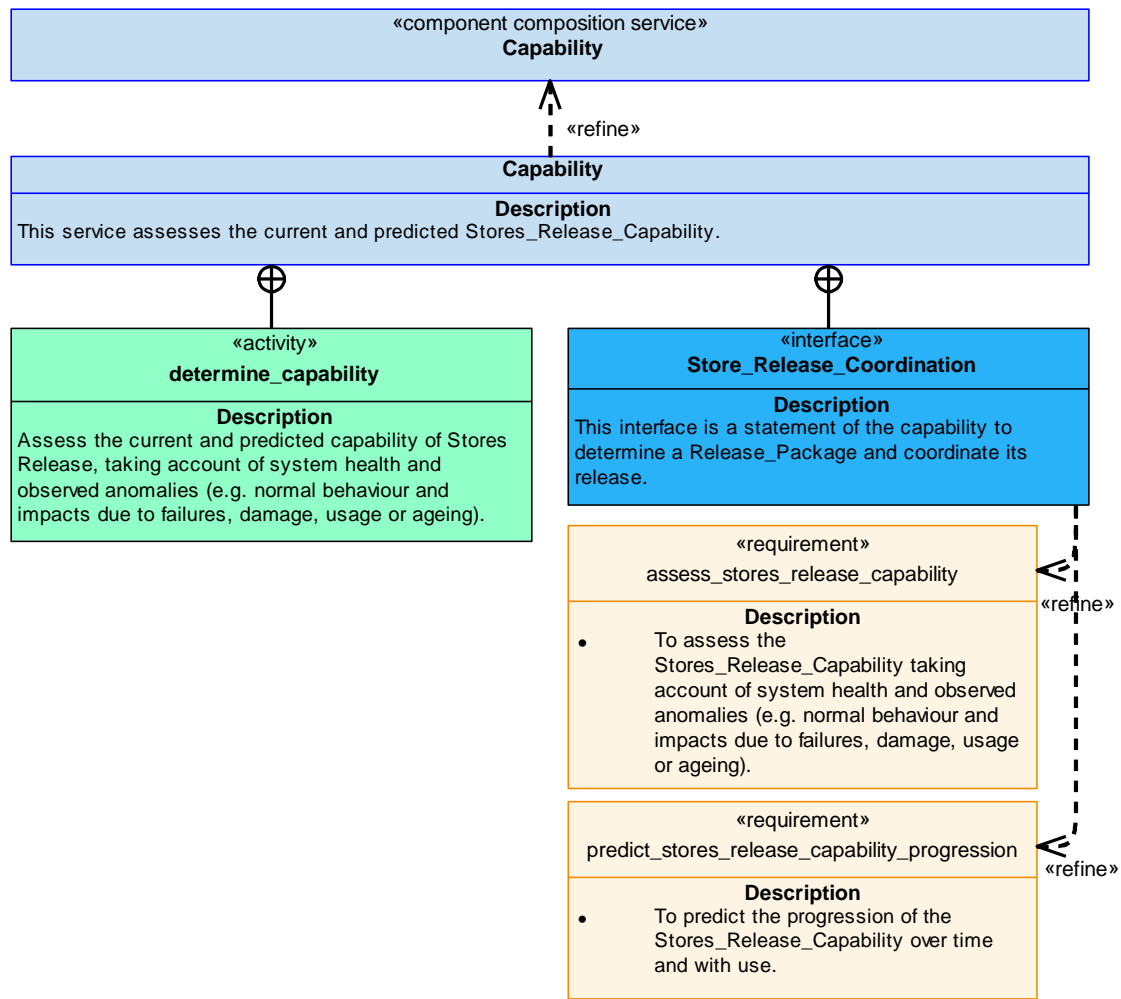 «component composition service»
Capability
«refine»
Capability
Description
This service assesses the current and predicted Stores_Release_Capability.
«activity»
determine_capability
Description
Assess the current and predicted capability of Stores
Release, taking account of system health and
observed anomalies (e.g. normal behaviour and
impacts due to failures, damage, usage or ageing).
«interface»
Store_Release_Coordination
Description
This interface is a statement of the capability to
determine a Release_Package and coordinate its
release.
«requirement»
assess_stores_release_capability
«refine»
Description
• To assess the
Stores_Release_Capability taking
account of system health and observed
anomalies (e.g. normal behaviour and
impacts due to failures, damage, usage
or ageing).
«requirement»
predict_stores_release_capability_progression
«refine»
Description
• To predict the progression of the
Stores_Release_Capability over time
and with use.